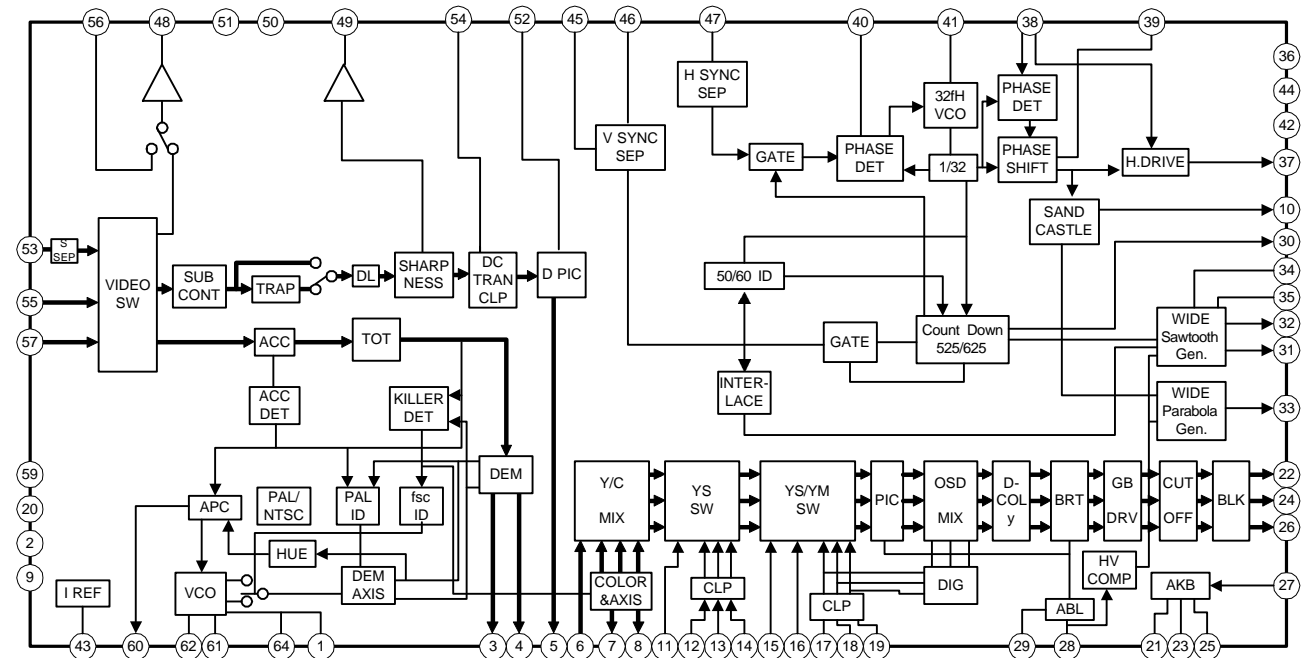 56 48 51 50 49 54 52 45 46 47 40 41 38 39
36
44
42
37
10
30
34
35
32
31
33
22
24
26
27
53
55
57
59
20
2
9
H SYNC
SEP
32fH
VCO
PHASE
DET
V SYNC
SEP
GATE
PHASE
DET
1/32
PHASE
SHIFT
H.DRIVE
SAND
CASTLE
S
SEP
VIDEO
SW
SUB
CONT
TRAP
DL
SHARP
NESS
DC
TRAN
CLP
D PIC
50/60 ID
ACC
TOT
GATE
Count Down
525/625
WIDE
Sawtooth
Gen.
ACC
DET
KILLER
DET
INTER-
LACE
WIDE
Parabola
Gen.
DEM
APC
PAL/
NTSC
PAL
ID
fsc
ID
Y/C
MIX
YS
SW
YS/YM
SW
PIC
OSD
MIX
D-
COL
y
BRT
GB
DRV
CUT
OFF
BLK
HUE
I REF
VCO
DEM
AXIS
COLOR
&AXIS
CLP
CLP
DIG
HV
COMP
ABL
AKB
43 60 62 61 64 1 3 4 5 6 7 8 11 12 13 14 15 16 17 18 19 29 28 21 23 25